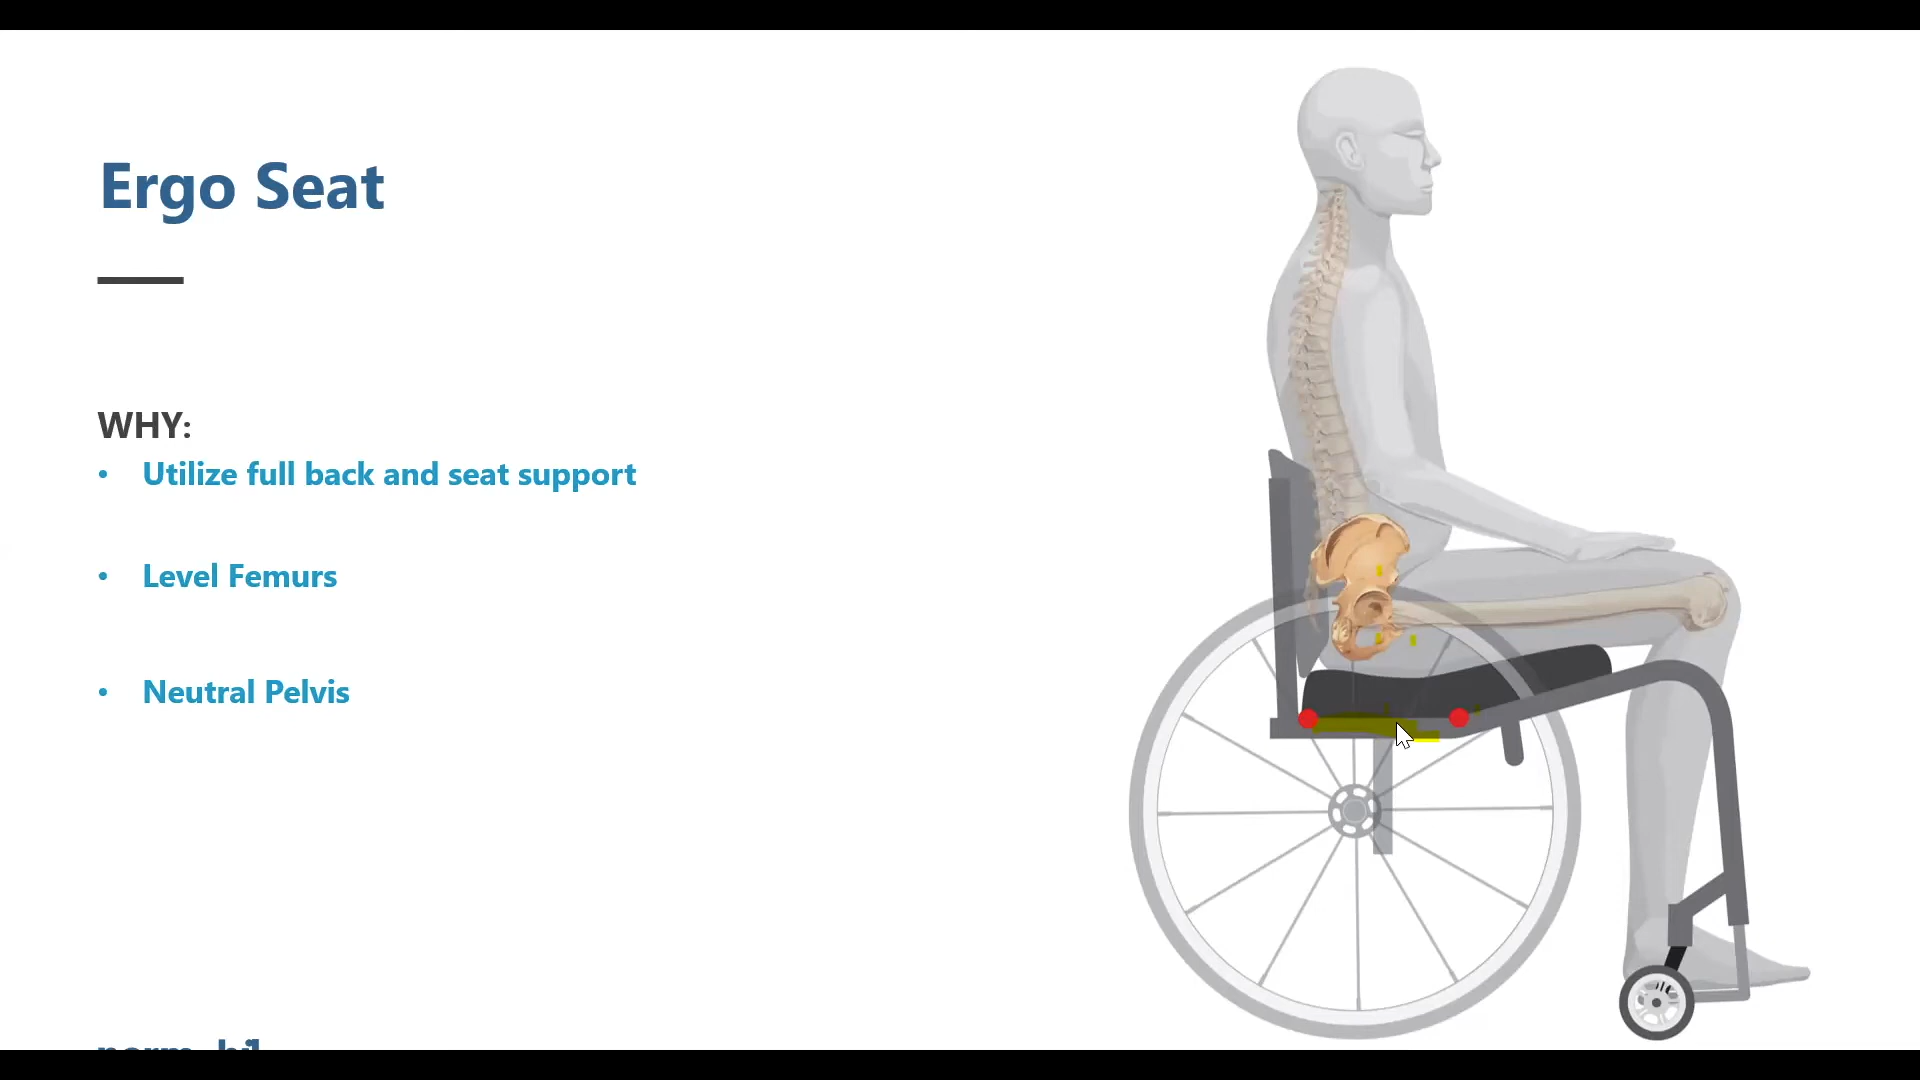 Ergo Seat
WHY:
• Utilize full back and seat support
• Level Femurs
• Neutral Pelvis